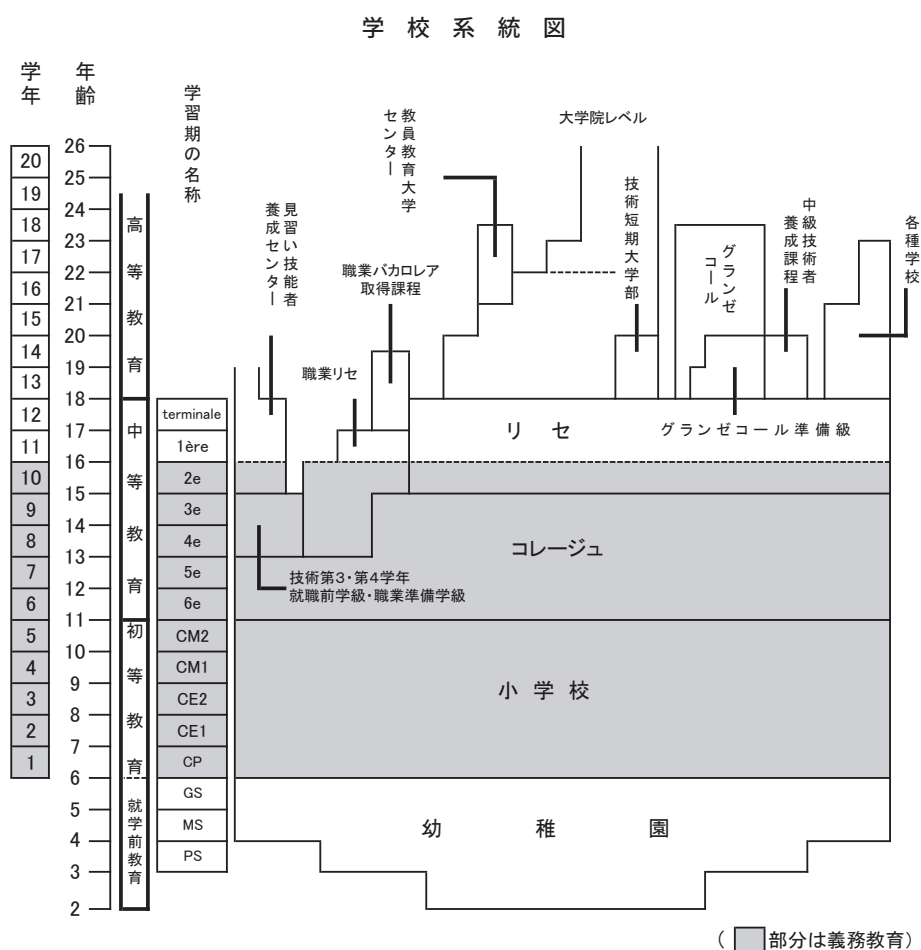 学校系統図
学年
年齢
学習期の名称
20
19
18
17
16
15
14
13
12
11
10
9
8
7
6
5
4
3
2
1
26
25
24
23
22
21
20
19
18
17
16
15
14
13
12
11
10
9
8
7
6
5
4
3
2
高等教育
中等教育
初等教育
就学前教育
terminale
1ère
2e
3e
4e
5e
6e
CM2
CM1
CE2
CE1
CP
GS
MS
PS
見習い技能者
養成センター
職業バカロレア
取得課程
職業リセ
教員教育大学
センター
大学院レベル
技術短期大学部
グランゼ
コール
中級技術者
養成課程
各種学校
リセ
グランゼコール準備級
コレージュ
技術第3・第4学年
就職前学級・職業準備学級
小学校
幼稚園
(部分は義務教育)